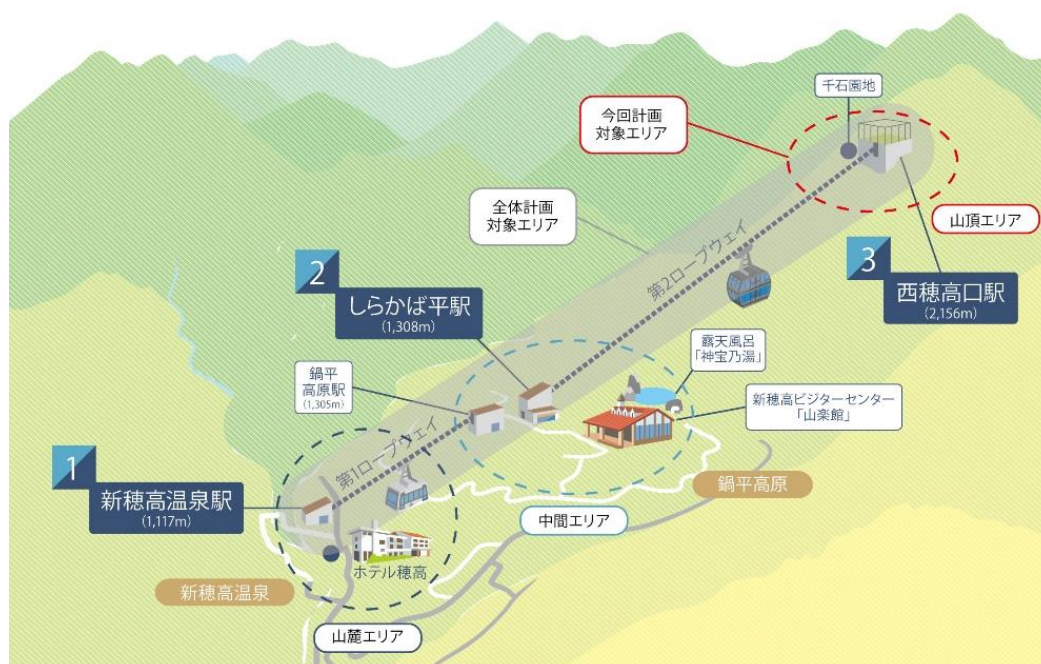 千石園地
今回計画
対象エリア
全体計画
対象エリア
山頂エリア
3
西穂高口駅
(2,156m)
第2ロープウェイ
2
しらかば平駅
(1,308m)
露天風呂
「神宝乃湯」
鍋平
高原駅
(1,305m)
新穂高ビジターセンター
「山楽館」
第1ロープウェイ
1
新穂高温泉駅
(1,117m)
鍋平高原
中間エリア
ホテル穂高
新穂高温泉
山麓エリア